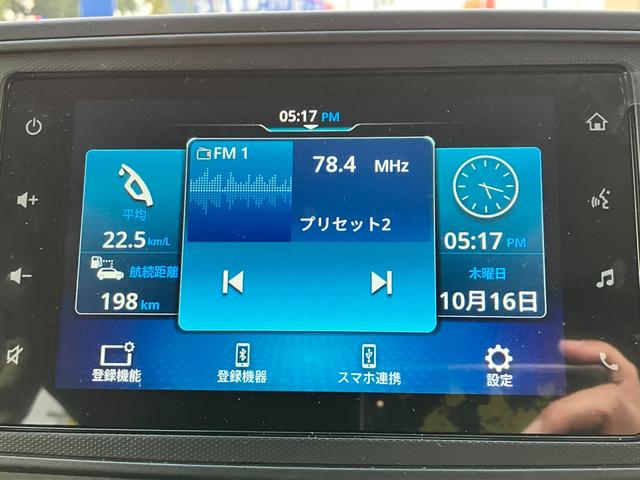 05:17 PM
FM 1
78.4 MHz
プリセット2
平均
22.5 km/L
航続距離
198 km
05:17 PM
木曜日
10月16日
登録機能
登録機器
スマホ連携
設定